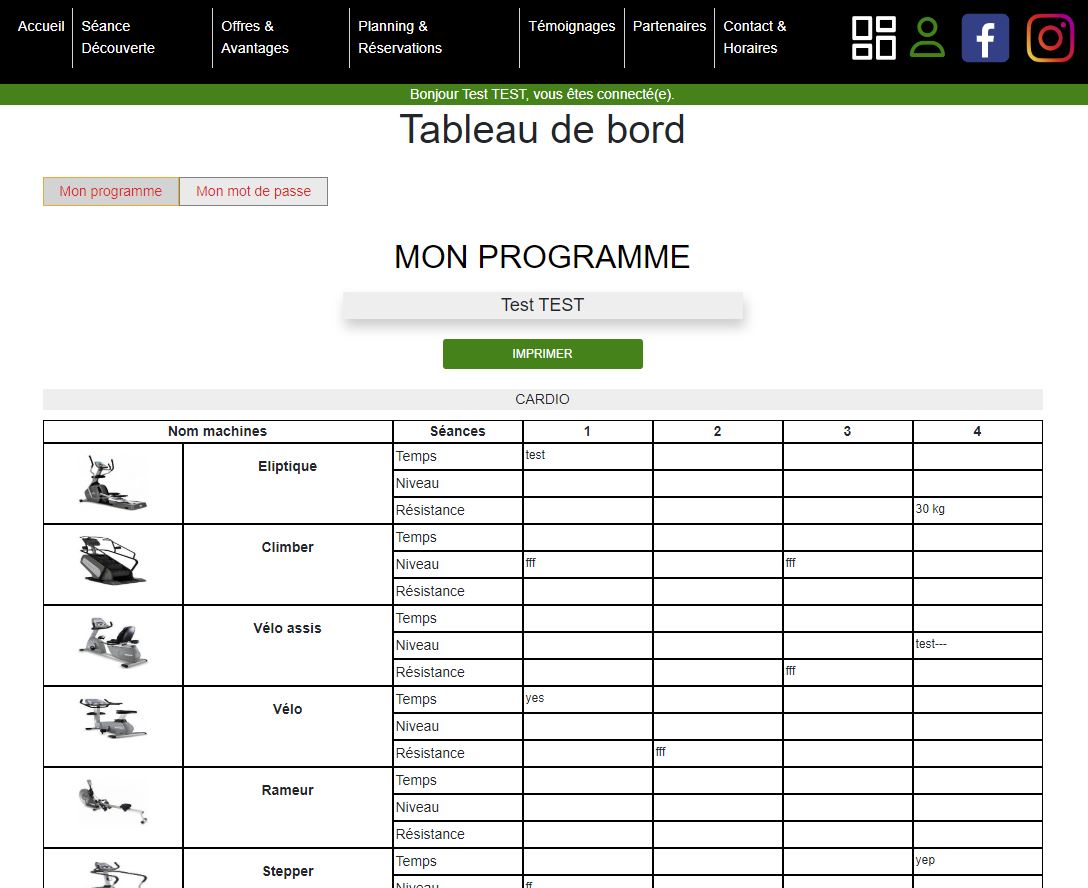 Accueil
Séance
Découverte
Offres &
Avantages
Planning &
Réservations
Témoignages
Partenaires
Contact &
Horaires
Bonjour Test TEST, vous êtes connecté(e).
Tableau de bord
Mon programme
Mon mot de passe
MON PROGRAMME
Test TEST
IMPRIMER
CARDIO
Nom machines Séances 1 2 3 4
Eliptique
Temps test
Niveau
Résistance 30 kg
Climber
Temps
Niveau fff fff
Résistance
Vélo assis
Temps
Niveau test---
Résistance fff
Vélo
Temps yes
Niveau
Résistance fff
Rameur
Temps
Niveau
Résistance
Stepper
Temps yep
Niveau ff